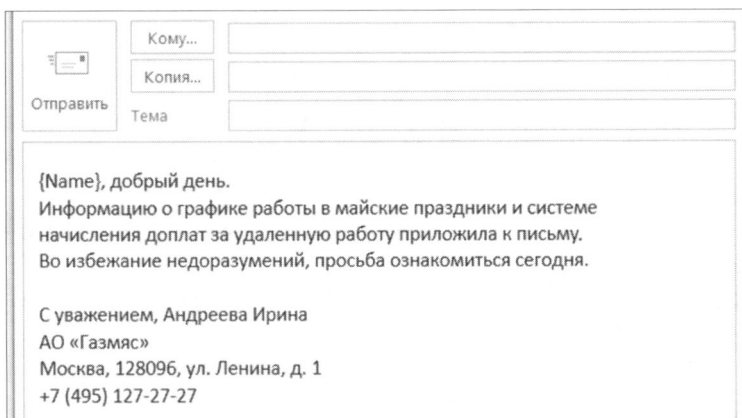 Кому...
Копия...
Отправить
Тема
{Name}, добрый день.
Информацию о графике работы в майские праздники и системе
начисления доплат за удаленную работу приложила к письму.
Во избежание недоразумений, просьба ознакомиться сегодня.
С уважением, Андреева Ирина
АО «Газмяс»
Москва, 128096, ул. Ленина, д. 1
+7 (495) 127-27-27